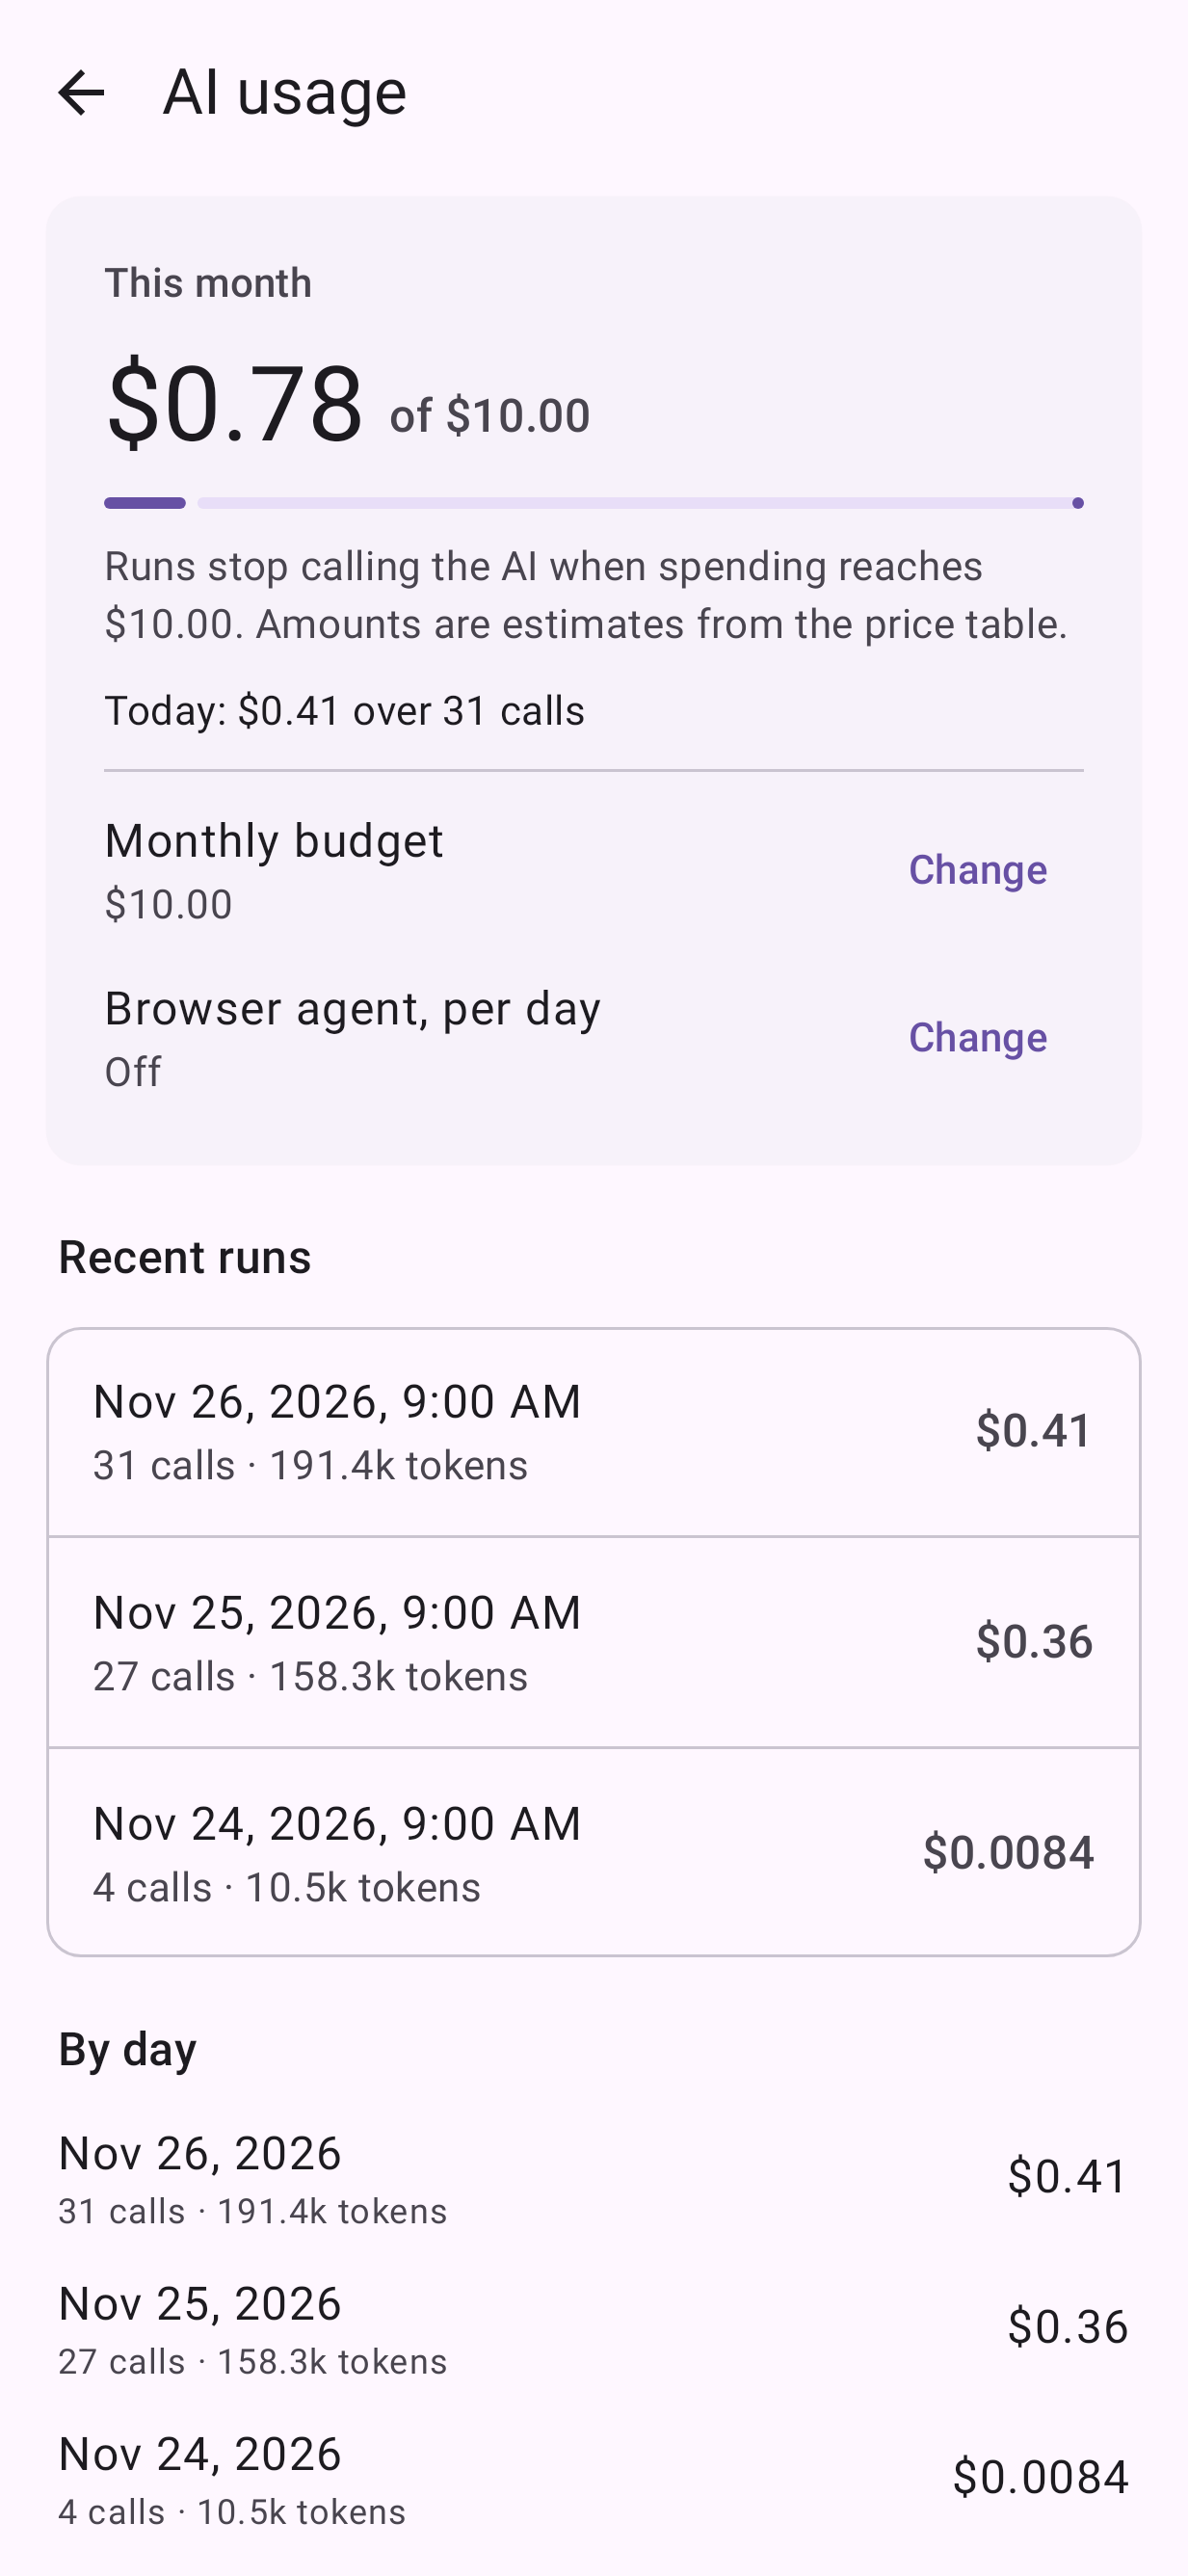 AI usage
This month
$0.78 of $10.00
Runs stop calling the AI when spending reaches
$10.00. Amounts are estimates from the price table.
Today: $0.41 over 31 calls
Monthly budget
$10.00
Change
Browser agent, per day
Off
Change
Recent runs
Nov 26, 2026, 9:00 AM
31 calls · 191.4k tokens
$0.41
Nov 25, 2026, 9:00 AM
27 calls · 158.3k tokens
$0.36
Nov 24, 2026, 9:00 AM
4 calls · 10.5k tokens
$0.0084
By day
Nov 26, 2026
31 calls · 191.4k tokens
$0.41
Nov 25, 2026
27 calls · 158.3k tokens
$0.36
Nov 24, 2026
4 calls · 10.5k tokens
$0.0084